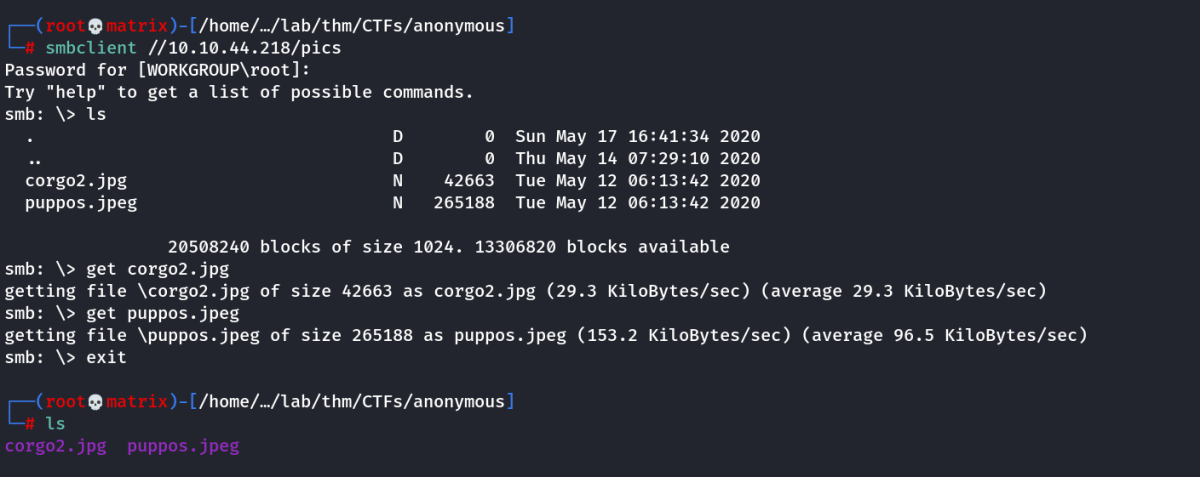 ┌──(root💀matrix)-[/home/…/lab/thm/CTFs/anonymous]
└─# smbclient //10.10.44.218/pics
Password for [WORKGROUP\root]:
Try "help" to get a list of possible commands.
smb: \> ls
  .                                   D        0  Sun May 17 16:41:34 2020
  ..                                  D        0  Thu May 14 07:29:10 2020
  corgo2.jpg                          N    42663  Tue May 12 06:13:42 2020
  puppos.jpeg                         N   265188  Tue May 12 06:13:42 2020
                20508240 blocks of size 1024. 13306820 blocks available
smb: \> get corgo2.jpg
getting file \corgo2.jpg of size 42663 as corgo2.jpg (29.3 KiloBytes/sec) (average 29.3 KiloBytes/sec)
smb: \> get puppos.jpeg
getting file \puppos.jpeg of size 265188 as puppos.jpeg (153.2 KiloBytes/sec) (average 96.5 KiloBytes/sec)
smb: \> exit
┌──(root💀matrix)-[/home/…/lab/thm/CTFs/anonymous]
└─# ls
corgo2.jpg  puppos.jpeg